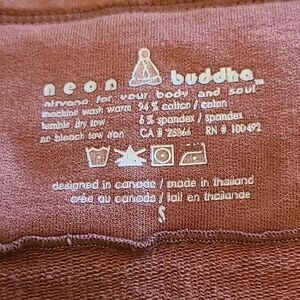 neon buddha™
nirvana for your body and soul™
machine wash warm 94% cotton / coton
tumble dry low 6% spandex / spandex
no bleach low iron CA # 25366 RN # 100492
designed in canada / made in thailand
créé au canada / fait en thaïlande
S